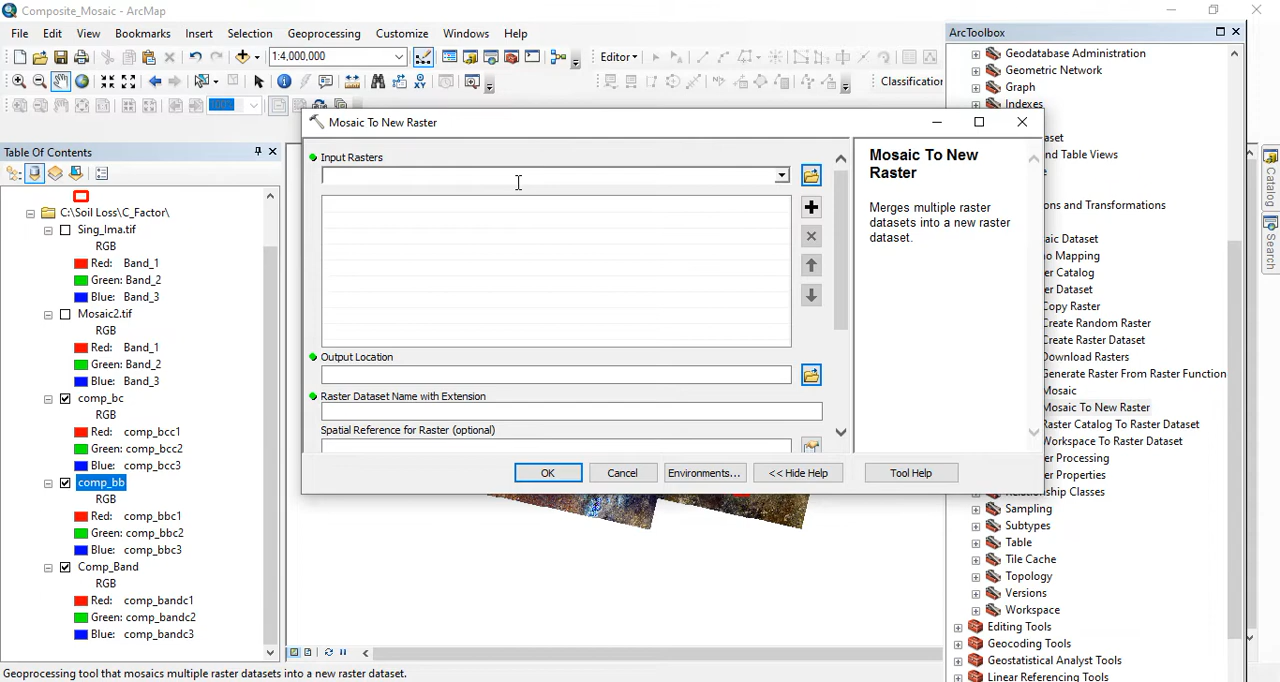 Composite_Mosaic - ArcMap
File Edit View Bookmarks Insert Selection Geoprocessing Customize Windows Help
1:4,000,000
Editor
Classification
Table Of Contents
C:\Soil Loss\C_Factor\
Sing_Ima.tif
RGB
Red: Band_1
Green: Band_2
Blue: Band_3
Mosaic2.tif
RGB
Red: Band_1
Green: Band_2
Blue: Band_3
comp_bc
RGB
Red: comp_bcc1
Green: comp_bcc2
Blue: comp_bcc3
comp_bb
RGB
Red: comp_bbc1
Green: comp_bbc2
Blue: comp_bbc3
Comp_Band
RGB
Red: comp_bandc1
Green: comp_bandc2
Blue: comp_bandc3
Mosaic To New Raster
Input Rasters
Output Location
Raster Dataset Name with Extension
Spatial Reference for Raster (optional)
OK Cancel Environments... << Hide Help Tool Help
Mosaic To New
Raster
Merges multiple raster
datasets into a new raster
dataset.
ArcToolbox
Geodatabase Administration
Geometric Network
Graph
Indexes
and Table Views
and Transformations
aic Dataset
ho Mapping
er Catalog
er Dataset
Copy Raster
Create Random Raster
Create Raster Dataset
Download Rasters
Generate Raster From Raster Function
Mosaic
Mosaic To New Raster
Raster Catalog To Raster Dataset
Workspace To Raster Dataset
er Processing
er Properties
Relationship Classes
Sampling
Subtypes
Table
Tile Cache
Topology
Versions
Workspace
Editing Tools
Geocoding Tools
Geostatistical Analyst Tools
Linear Referencing Tools
Catalog
Search
Geoprocessing tool that mosaics multiple raster datasets into a new raster dataset.